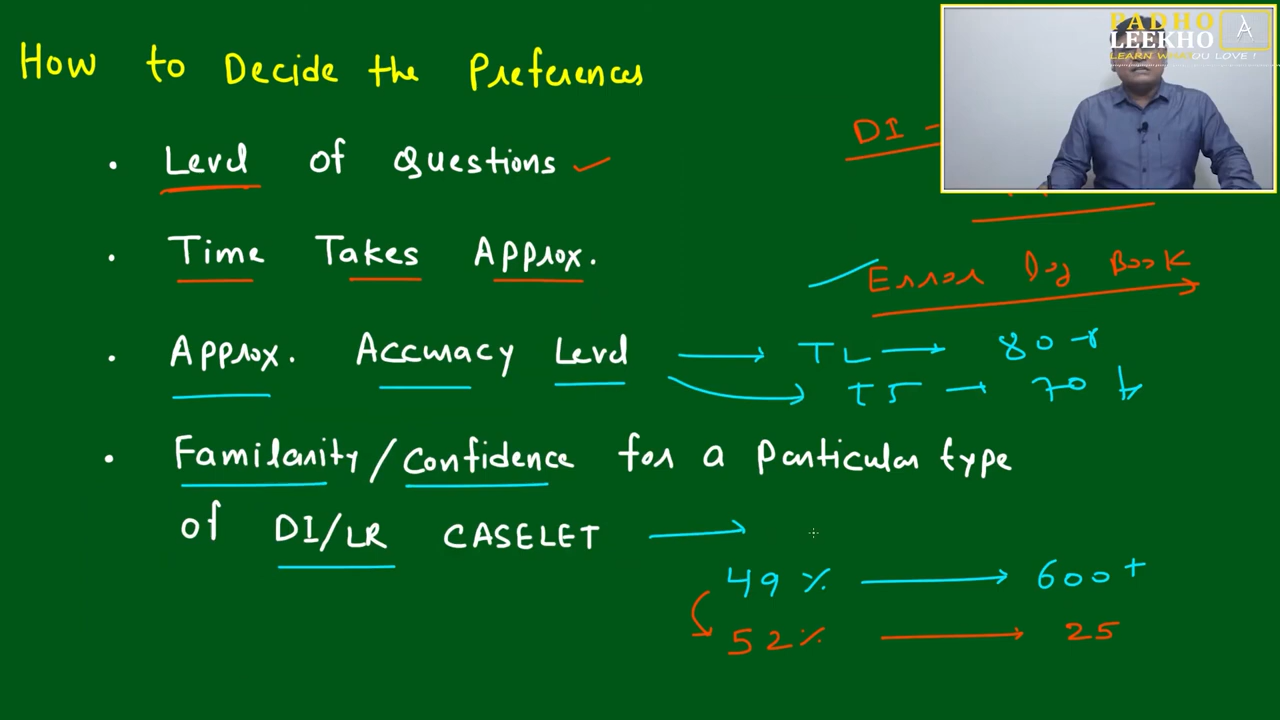 PADHO
LEEKHO
How to Decide the Preferences
DI -
• Level of Questions ✓
• Time Takes Approx.
Error Log Book
• Approx. Accuracy Level → TL → 80
→ T5 → 70
• Familarity/Confidence for a Particular type
of DI/LR CASELET →
49% → 600+
52% → 25